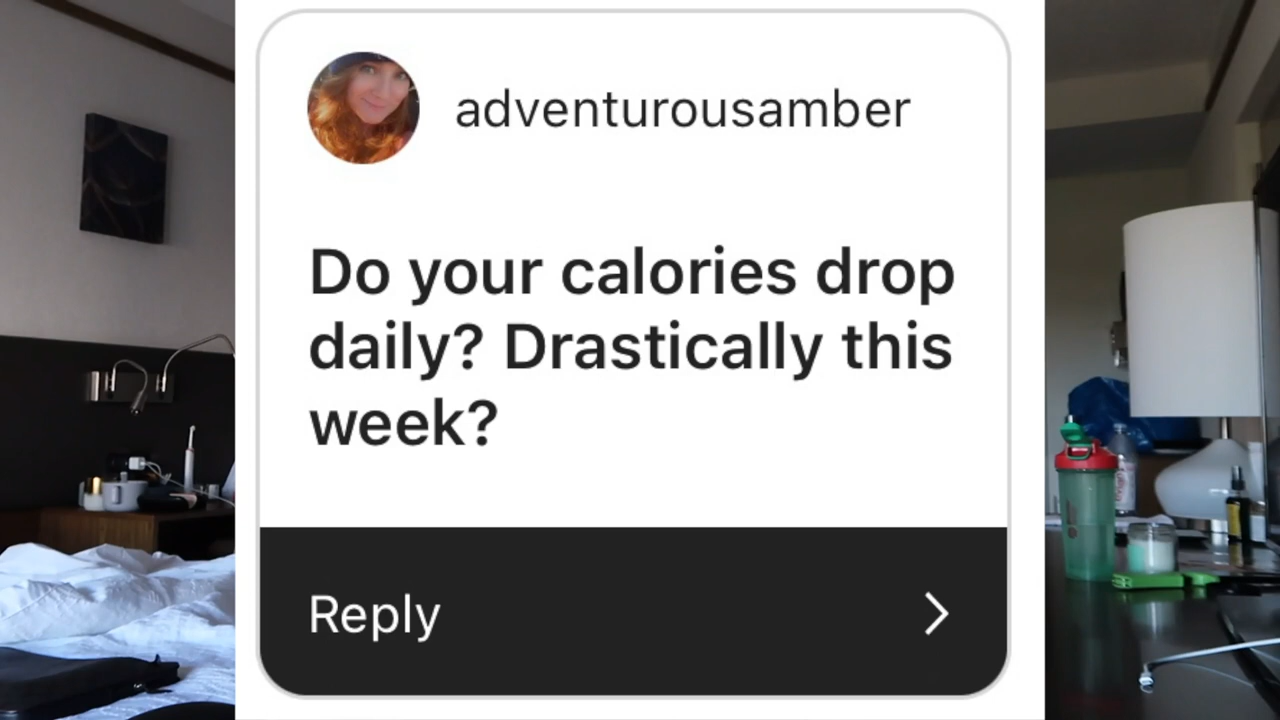 adventurousamber
Do your calories drop
daily? Drastically this
week?
Reply